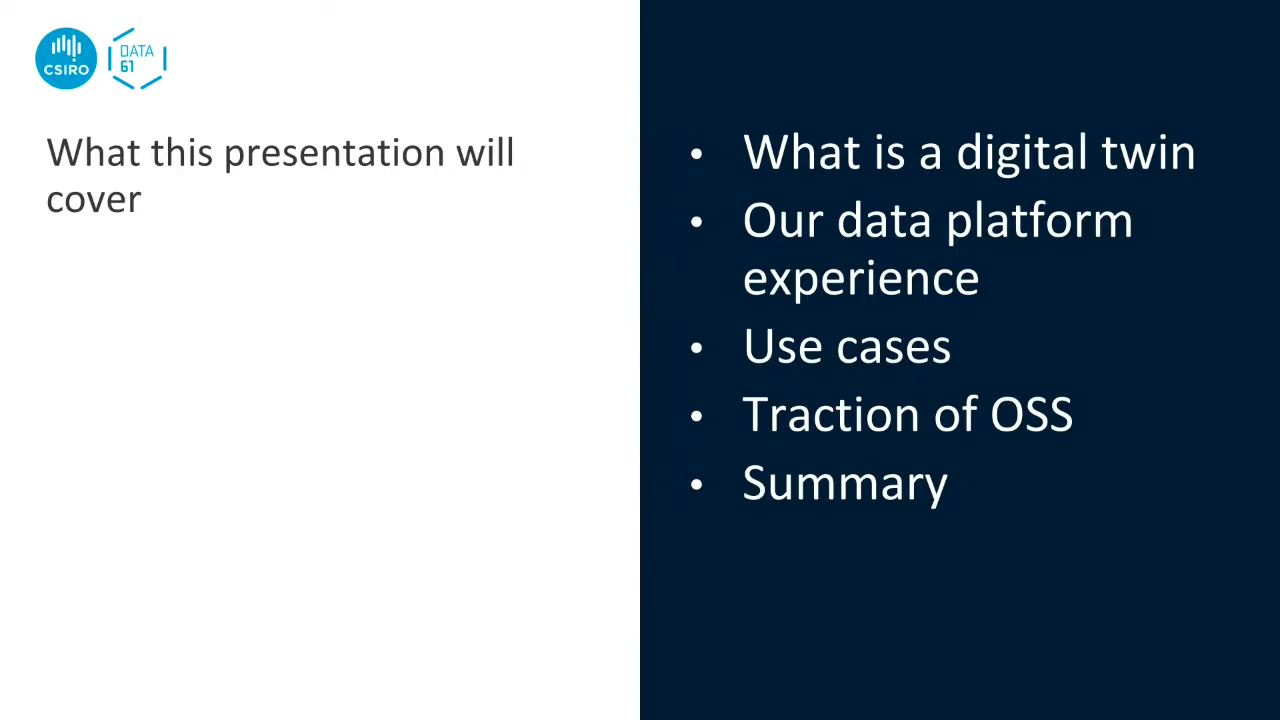 CSIRO
DATA
61
What this presentation will
cover
• What is a digital twin
• Our data platform
experience
• Use cases
• Traction of OSS
• Summary